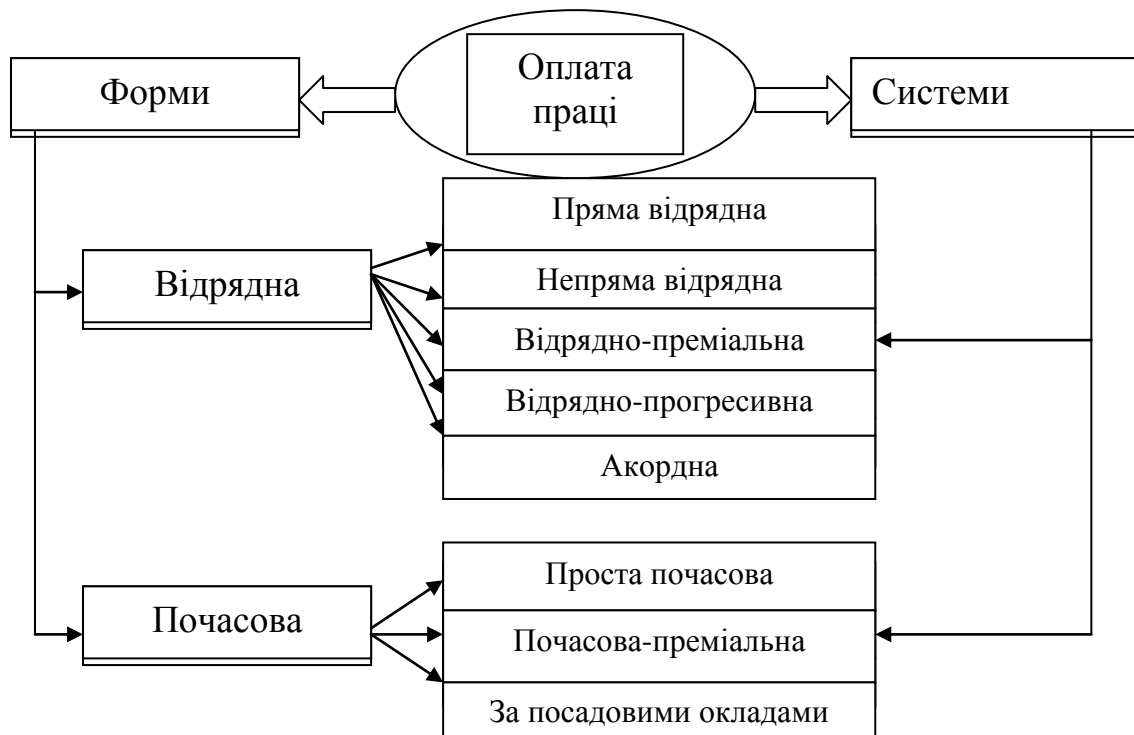 Оплата
праці
Форми
Системи
Пряма відрядна
Відрядна
Непряма відрядна
Відрядно-преміальна
Відрядно-прогресивна
Акордна
Проста почасова
Почасова
Почасова-преміальна
За посадовими окладами